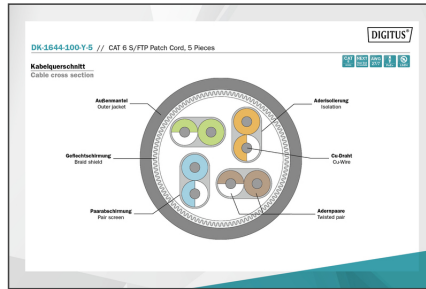 DIGITUS®
DK-1644-100-Y-5 // CAT 6 S/FTP Patch Cord, 5 Pieces
Kabelquerschnitt
Cable cross section
Außenmantel
Outer jacket
Aderisolierung
Isolation
Geflechtschirmung
Braid shield
Cu-Draht
Cu-Wire
Paarabschirmung
Pair screen
Adernpaare
Twisted pair